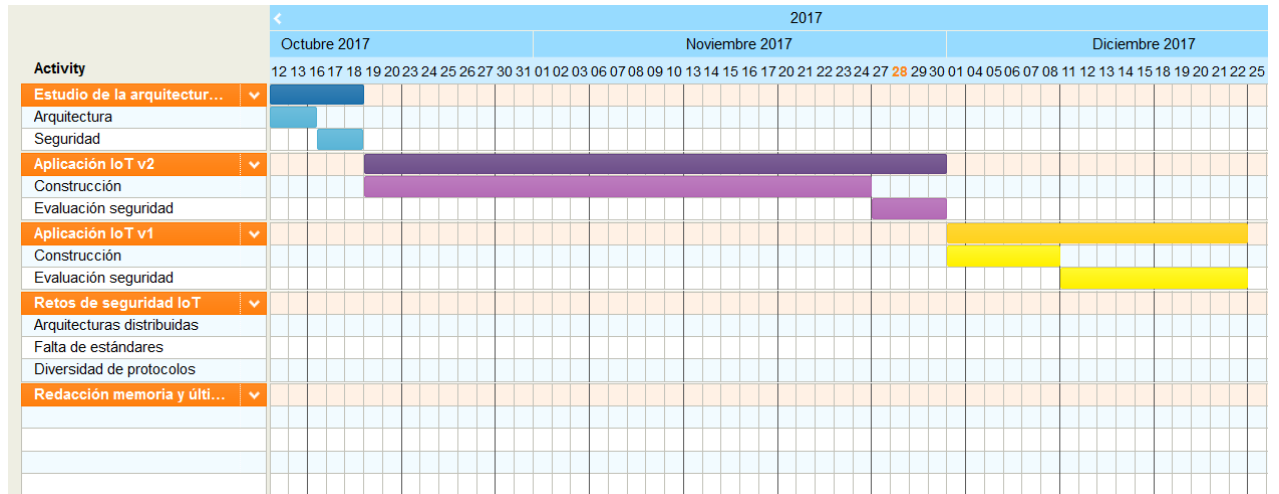 2017
Octubre 2017 Noviembre 2017 Diciembre 2017
Activity 12 13 16 17 18 19 20 23 24 25 26 27 30 31 01 02 03 06 07 08 09 10 13 14 15 16 17 20 21 22 23 24 27 28 29 30 01 04 05 06 07 08 11 12 13 14 15 18 19 20 21 22 25
Estudio de la arquitectur...
Arquitectura
Seguridad
Aplicación IoT v2
Construcción
Evaluación seguridad
Aplicación IoT v1
Construcción
Evaluación seguridad
Retos de seguridad IoT
Arquitecturas distribuidas
Falta de estándares
Diversidad de protocolos
Redacción memoria y últi...